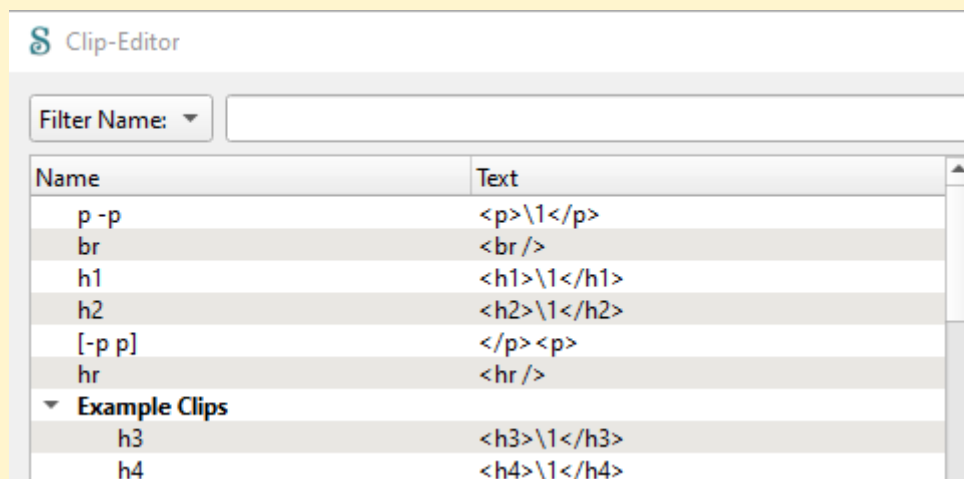 Clip-Editor
Filter Name:
Name Text
p -p <p>\1</p>
br <br />
h1 <h1>\1</h1>
h2 <h2>\1</h2>
[-p p] </p><p>
hr <hr />
Example Clips
h3 <h3>\1</h3>
h4 <h4>\1</h4>